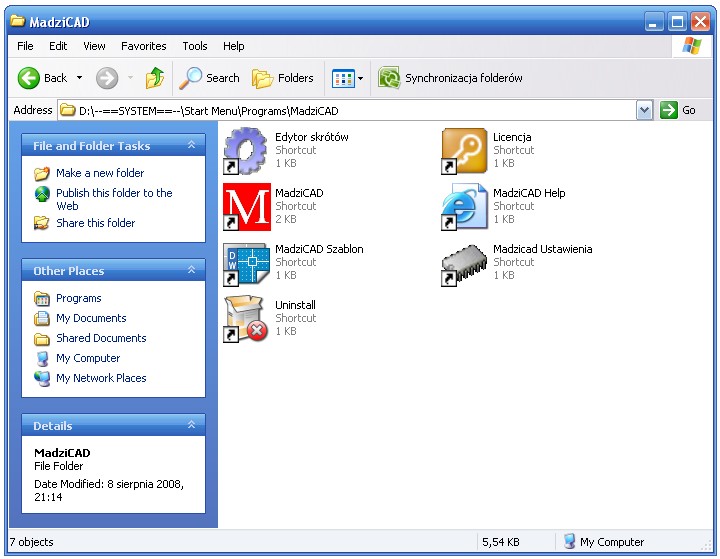 MadziCAD
File Edit View Favorites Tools Help
Back Search Folders Synchronizacja folderów
Address D:\--==SYSTEM==--\Start Menu\Programs\MadziCAD Go
File and Folder Tasks
Make a new folder
Publish this folder to the
Web
Share this folder
Other Places
Programs
My Documents
Shared Documents
My Computer
My Network Places
Details
MadziCAD
File Folder
Date Modified: 8 sierpnia 2008,
21:14
Edytor skrótów
Shortcut
1 KB
Licencja
Shortcut
1 KB
M
MadziCAD
Shortcut
2 KB
MadziCAD Help
Shortcut
1 KB
DW
MadziCAD Szablon
Shortcut
1 KB
Madzicad Ustawienia
Shortcut
1 KB
Uninstall
Shortcut
1 KB
7 objects 5,54 KB My Computer